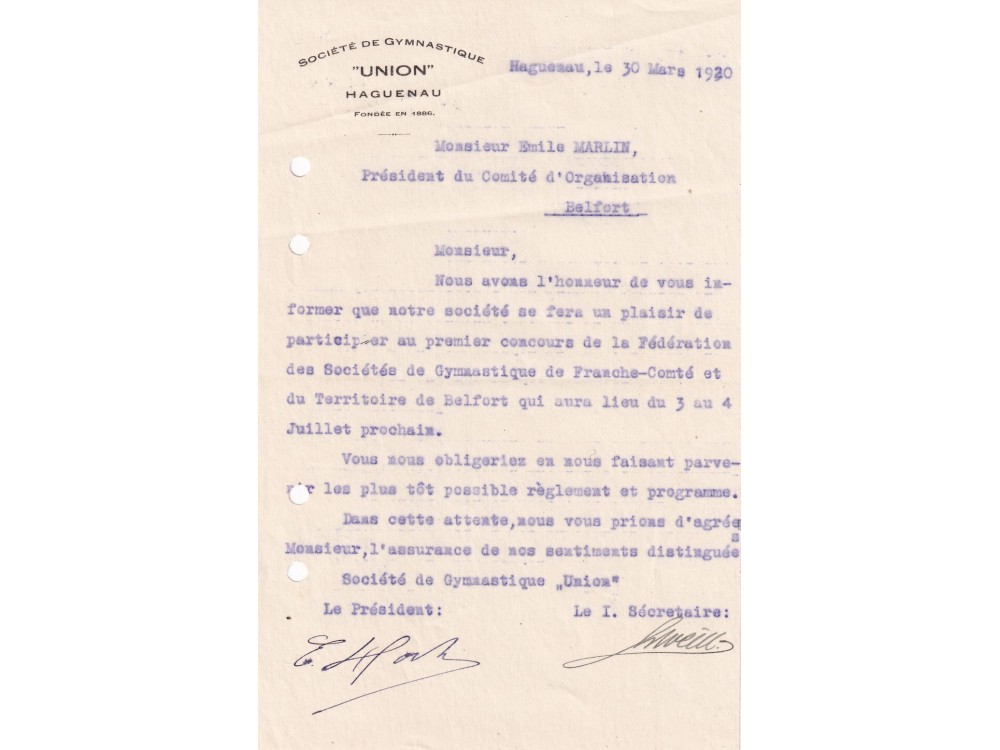 SOCIÉTÉ DE GYMNASTIQUE
"UNION"
HAGUENAU
FONDÉE EN 1886.
Haguenau, le 30 Mars 1920
Monsieur Emile MARLIN,
Président du Comité d'Organisation
Belfort
Monsieur,
Nous avons l'honneur de vous in-
former que notre société se fera un plaisir de
participer au premier concours de la Fédération
des Sociétés de Gymnastique de Franche-Comté et
du Territoire de Belfort qui aura lieu du 3 au 4
Juillet prochain.
Vous nous obligeriez en nous faisant parve-
nir les plus tôt possible règlement et programme.
Dans cette attente,nous vous prions d'agrée
Monsieur,l'assurance de nos sentiments distingués
Société de Gymnastique „Union"
Le Président: Le I. Sécretaire: